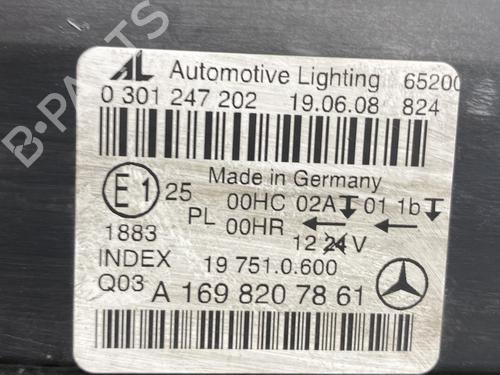 AL Automotive Lighting 65200
0 301 247 202 19.06.08 824
Made in Germany
E1 25 00HC 02A 01 1b
PL 00HR
1883 12 24 V
INDEX 19 751.0.600
Q03 A 169 820 78 61
B-PARTS